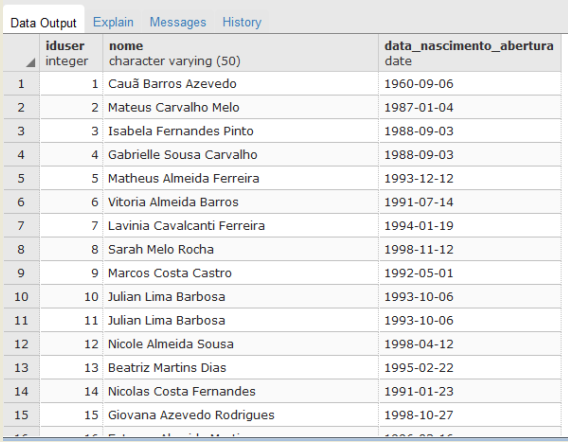 Data Output Explain Messages History
iduser nome data_nascimento_abertura
integer character varying (50) date
1 1 Cauã Barros Azevedo 1960-09-06
2 2 Mateus Carvalho Melo 1987-01-04
3 3 Isabela Fernandes Pinto 1988-09-03
4 4 Gabrielle Sousa Carvalho 1988-09-03
5 5 Matheus Almeida Ferreira 1993-12-12
6 6 Vitoria Almeida Barros 1991-07-14
7 7 Lavinia Cavalcanti Ferreira 1994-01-19
8 8 Sarah Melo Rocha 1998-11-12
9 9 Marcos Costa Castro 1992-05-01
10 10 Julian Lima Barbosa 1993-10-06
11 11 Julian Lima Barbosa 1993-10-06
12 12 Nicole Almeida Sousa 1998-04-12
13 13 Beatriz Martins Dias 1995-02-22
14 14 Nicolas Costa Fernandes 1991-01-23
15 15 Giovana Azevedo Rodrigues 1998-10-27